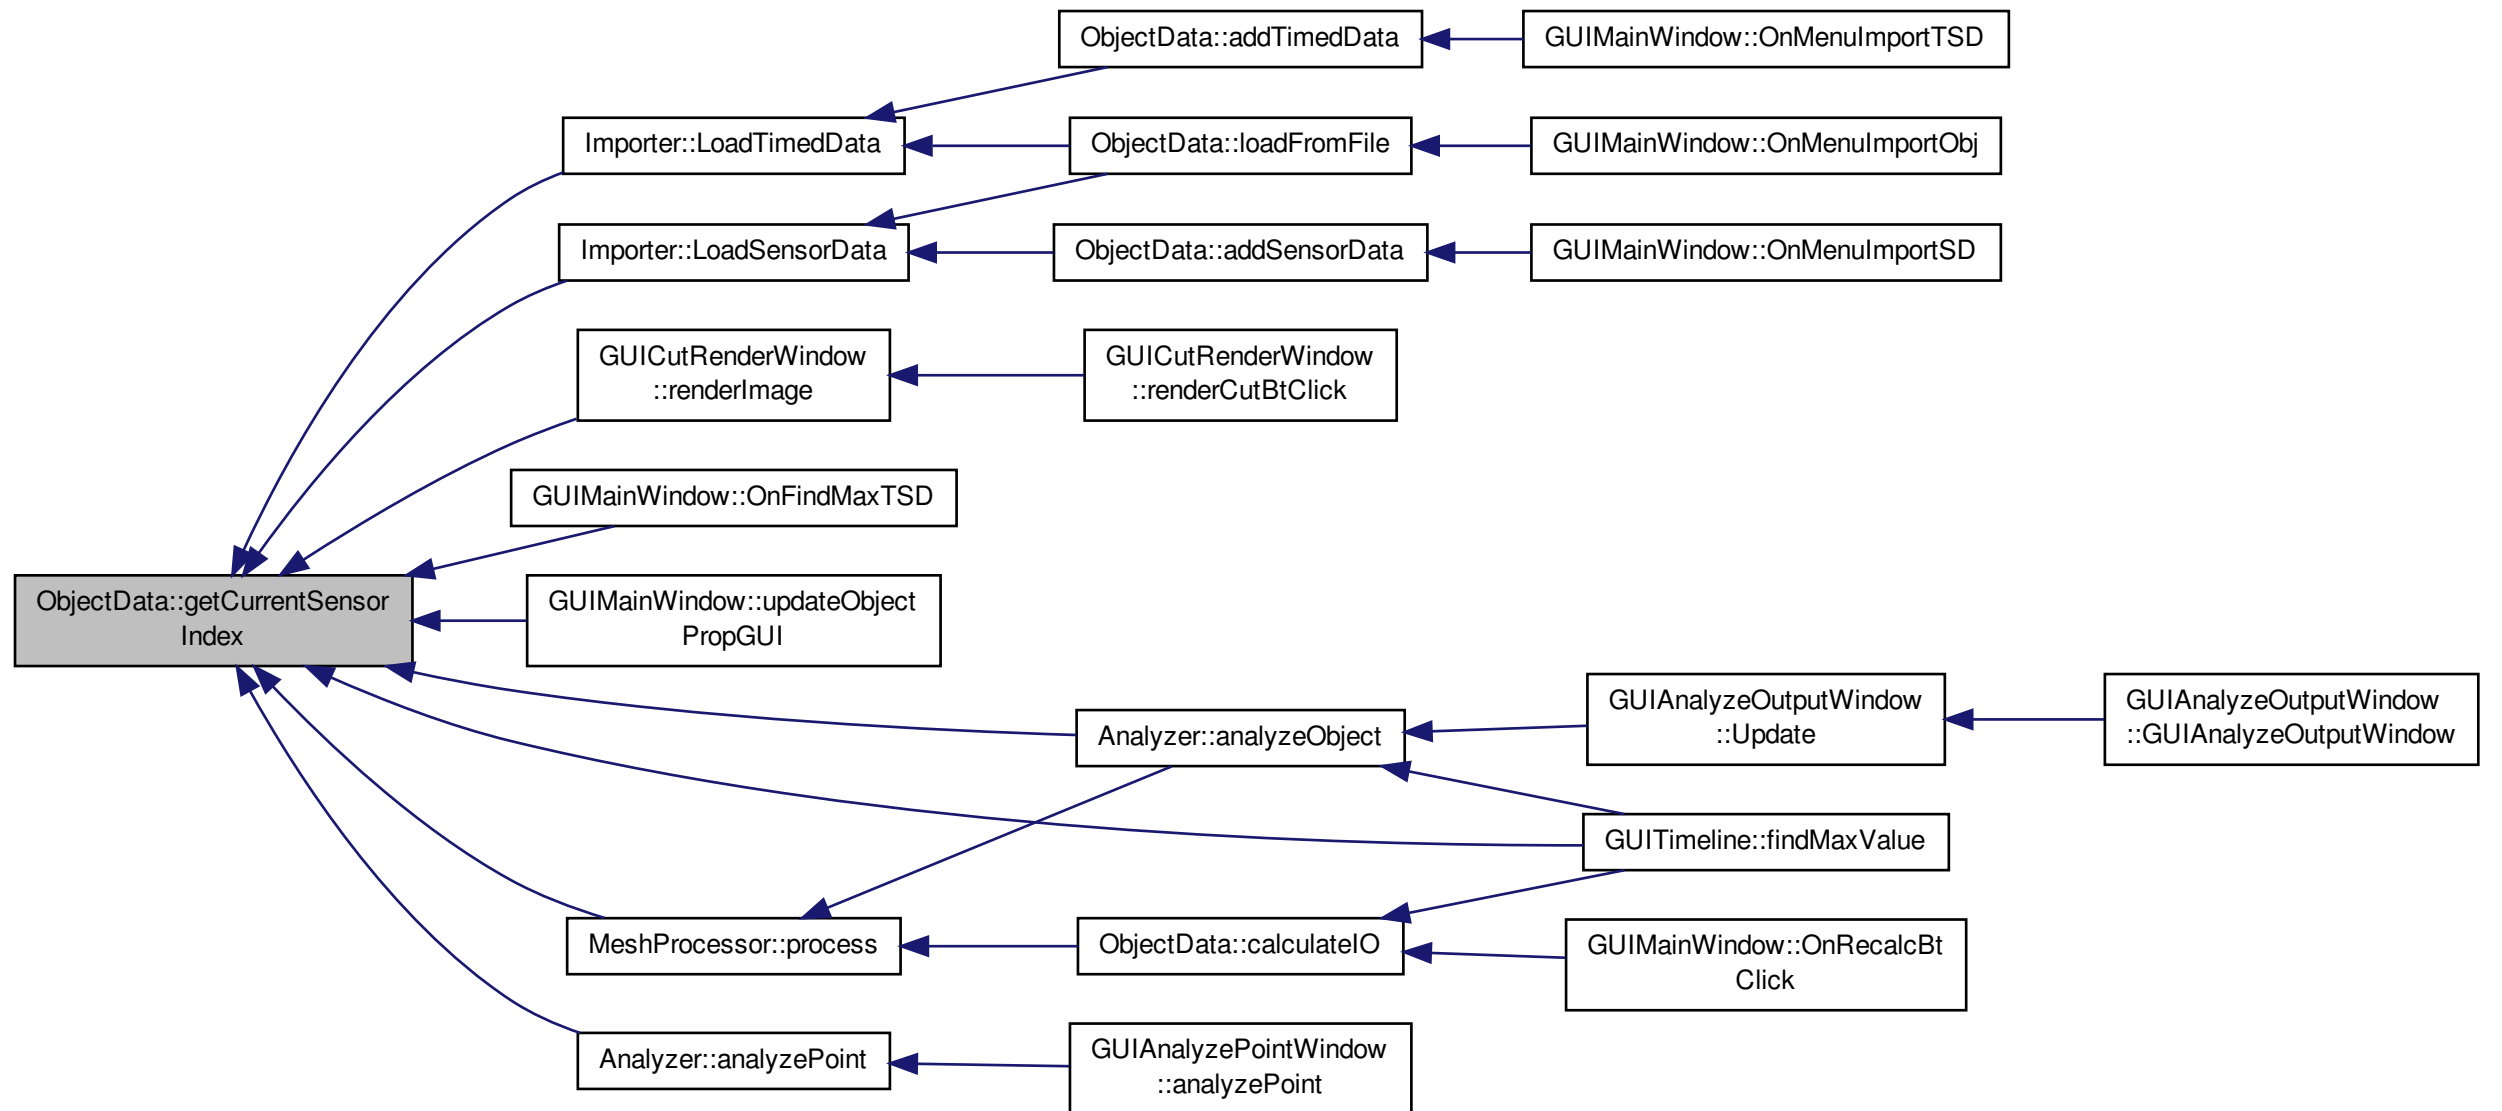 ObjectData::addTimedData
GUIMainWindow::OnMenuImportTSD
Importer::LoadTimedData
ObjectData::loadFromFile
GUIMainWindow::OnMenuImportObj
Importer::LoadSensorData
ObjectData::addSensorData
GUIMainWindow::OnMenuImportSD
GUICutRenderWindow
::renderImage
GUICutRenderWindow
::renderCutBtClick
GUIMainWindow::OnFindMaxTSD
ObjectData::getCurrentSensor
Index
GUIMainWindow::updateObject
PropGUI
Analyzer::analyzeObject
GUIAnalyzeOutputWindow
::Update
GUIAnalyzeOutputWindow
::GUIAnalyzeOutputWindow
GUITimeline::findMaxValue
MeshProcessor::process
ObjectData::calculateIO
GUIMainWindow::OnRecalcBt
Click
Analyzer::analyzePoint
GUIAnalyzePointWindow
::analyzePoint